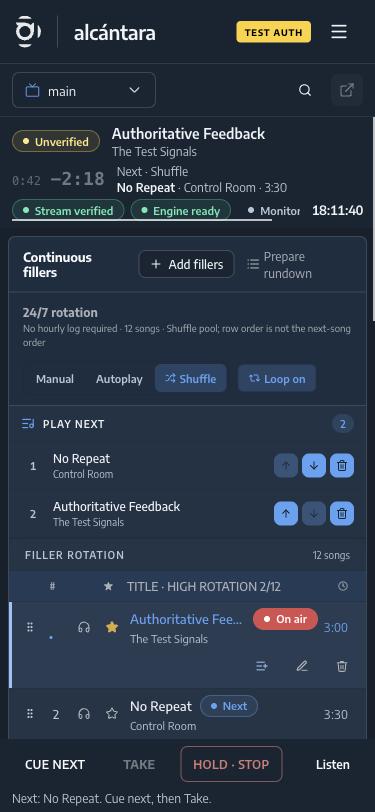 alcántara
TEST AUTH
main
Unverified
Authoritative Feedback
The Test Signals
0:42 −2:18
Next · Shuffle
No Repeat · Control Room · 3:30
Stream verified
Engine ready
Monitor
18:11:40
Continuous
fillers
Add fillers
Prepare
rundown
24/7 rotation
No hourly log required · 12 songs · Shuffle pool; row order is not the next-song
order
Manual
Autoplay
Shuffle
Loop on
PLAY NEXT
2
1
No Repeat
Control Room
2
Authoritative Feedback
The Test Signals
FILLER ROTATION
12 songs
#
TITLE · HIGH ROTATION 2/12
Authoritative Fee...
On air
3:00
The Test Signals
2
No Repeat
Next
3:30
Control Room
CUE NEXT
TAKE
HOLD · STOP
Listen
Next: No Repeat. Cue next, then Take.